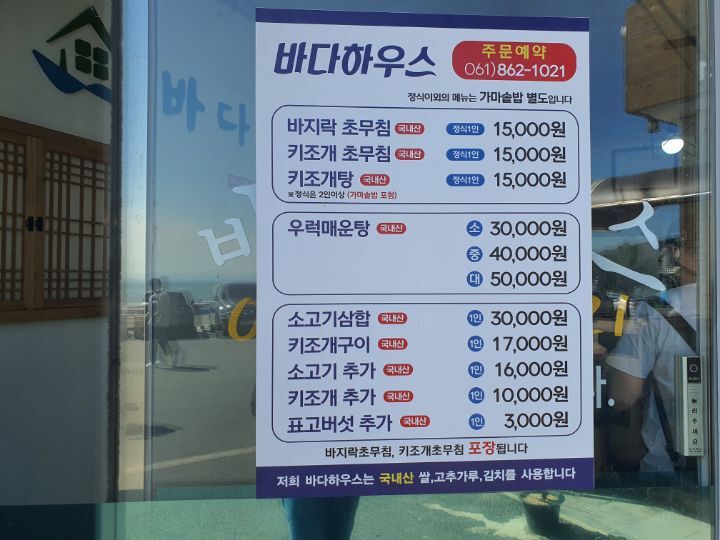 바다하우스
주문예약
061)862-1021
정식이외의 메뉴는 가마솥밥 별도입니다
바지락 초무침 국내산 정식1인 15,000원
키조개 초무침 국내산 정식1인 15,000원
키조개탕 국내산 정식1인 15,000원
※정식은 2인이상 (가마솥밥 포함)
우럭매운탕 국내산 소 30,000원
중 40,000원
대 50,000원
소고기삼합 국내산 1인 30,000원
키조개구이 국내산 1인 17,000원
소고기 추가 국내산 1인 16,000원
키조개 추가 국내산 1인 10,000원
표고버섯 추가 국내산 1인 3,000원
바지락초무침, 키조개초무침 포장됩니다
저희 바다하우스는 국내산 쌀,고추가루,김치를 사용합니다
바다
눌러주세요